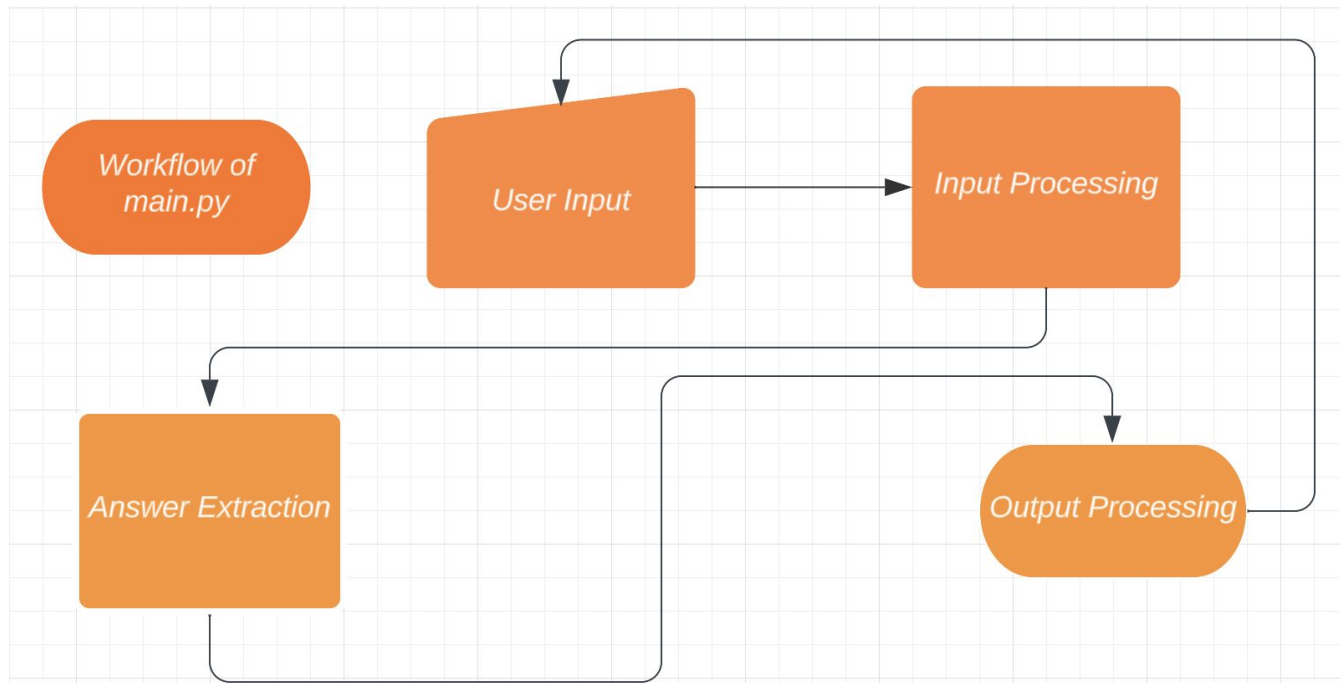 Workflow of
main.py
User Input
Input Processing
Answer Extraction
Output Processing